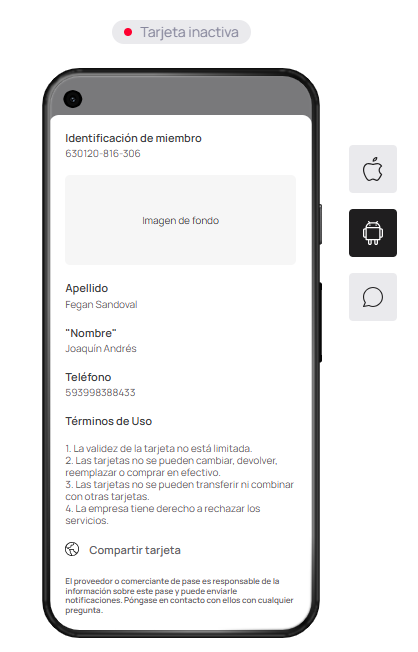 Tarjeta inactiva
Identificación de miembro
630120-816-306
Imagen de fondo
Apellido
Fegan Sandoval
"Nombre"
Joaquín Andrés
Teléfono
593998388433
Términos de Uso
1. La validez de la tarjeta no está limitada.
2. Las tarjetas no se pueden cambiar, devolver,
reemplazar o comprar en efectivo.
3. Las tarjetas no se pueden transferir ni combinar
con otras tarjetas.
4. La empresa tiene derecho a rechazar los
servicios.
Compartir tarjeta
El proveedor o comerciante de pase es responsable de la
información sobre este pase y puede enviarle
notificaciones. Póngase en contacto con ellos con cualquier
pregunta.